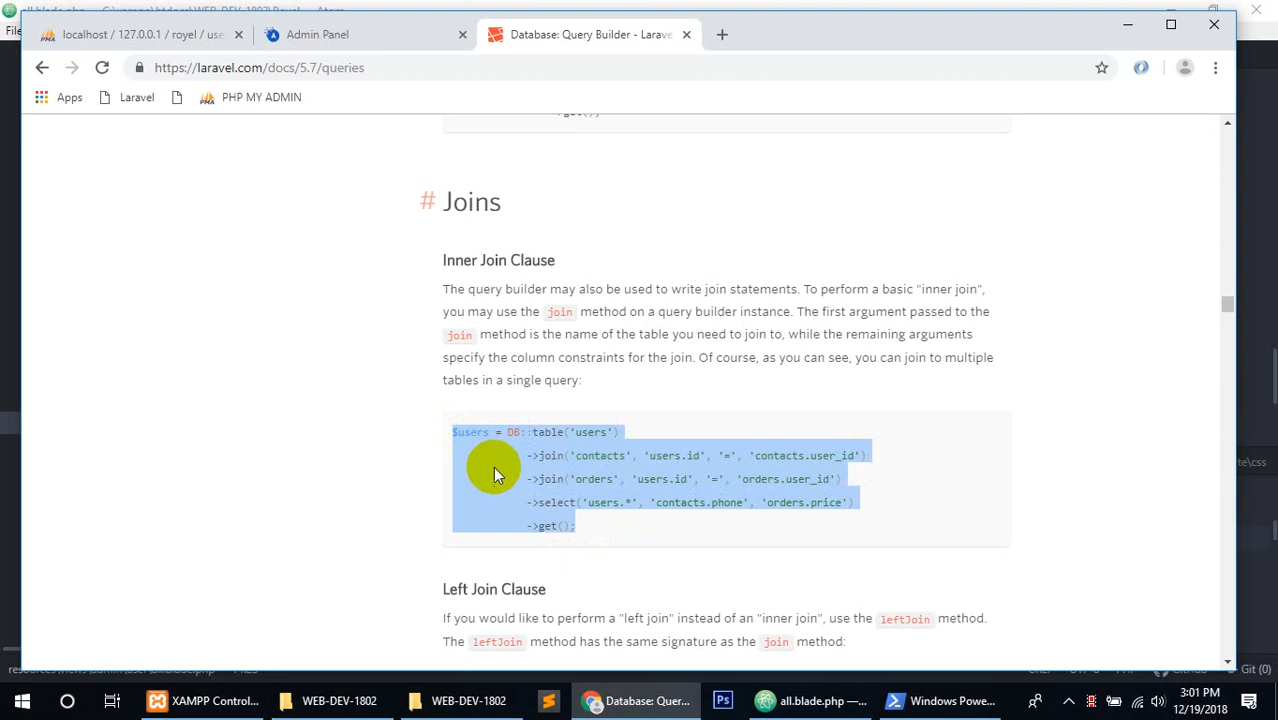 localhost / 127.0.0.1 / royel / use
Admin Panel
Database: Query Builder - Larave
https://laravel.com/docs/5.7/queries
Apps
Laravel
PHP MY ADMIN
# Joins
Inner Join Clause
The query builder may also be used to write join statements. To perform a basic "inner join",
you may use the join method on a query builder instance. The first argument passed to the
join method is the name of the table you need to join to, while the remaining arguments
specify the column constraints for the join. Of course, as you can see, you can join to multiple
tables in a single query:
$users = DB::table('users')
->join('contacts', 'users.id', '=', 'contacts.user_id')
->join('orders', 'users.id', '=', 'orders.user_id')
->select('users.*', 'contacts.phone', 'orders.price')
->get();
Left Join Clause
If you would like to perform a "left join" instead of an "inner join", use the leftJoin method.
The leftJoin method has the same signature as the join method:
Git (0)
XAMPP Control...
WEB-DEV-1802
WEB-DEV-1802
Database: Que...
Ps
all.blade.php —...
Windows Powe...
3:01 PM
12/19/2018